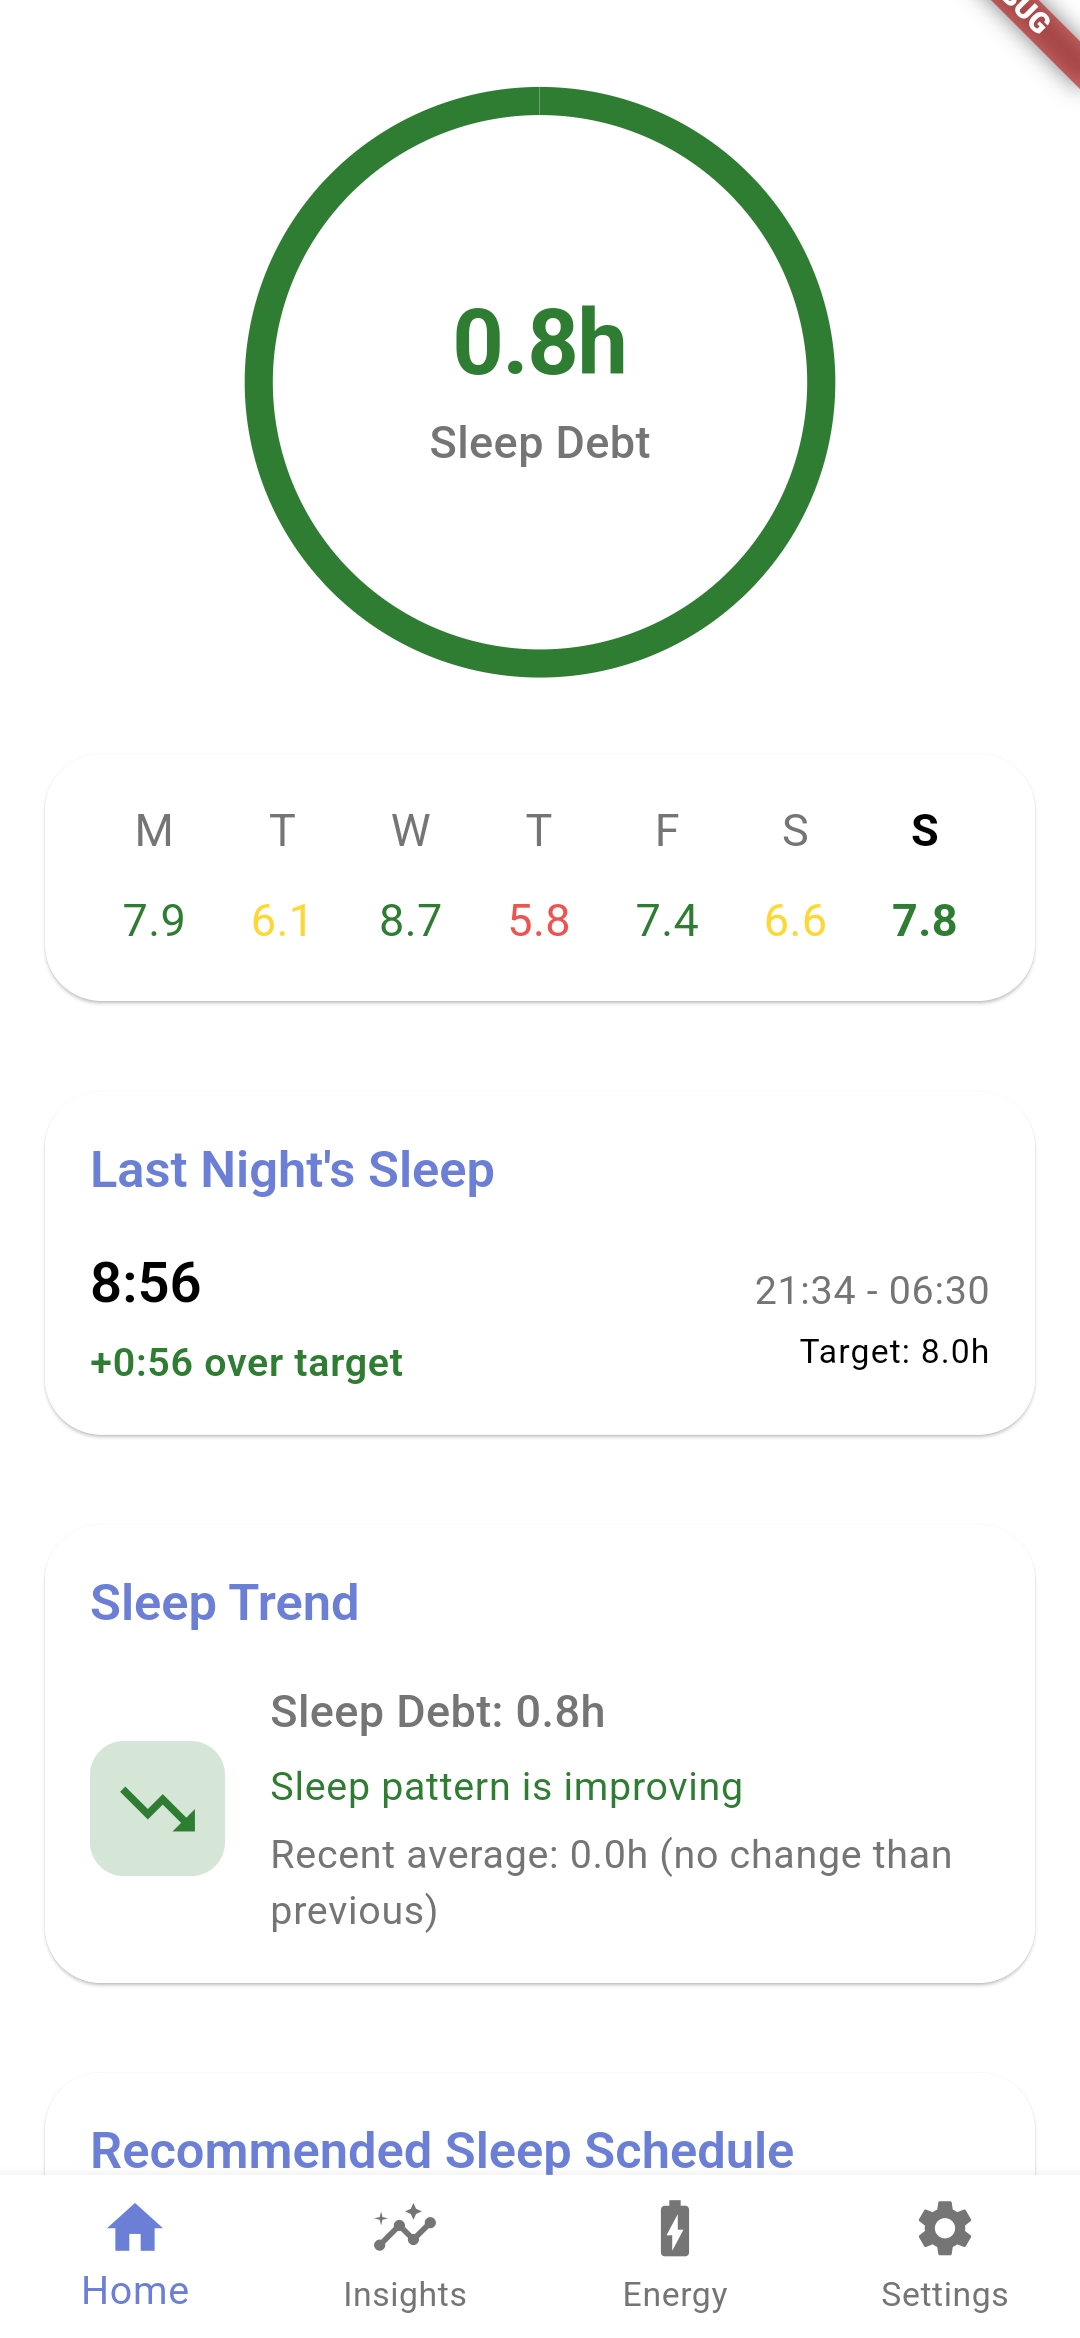 0.8h
Sleep Debt
M T W T F S S
7.9 6.1 8.7 5.8 7.4 6.6 7.8
Last Night's Sleep
8:56
21:34 - 06:30
+0:56 over target
Target: 8.0h
Sleep Trend
Sleep Debt: 0.8h
Sleep pattern is improving
Recent average: 0.0h (no change than
previous)
Recommended Sleep Schedule
Home Insights Energy Settings